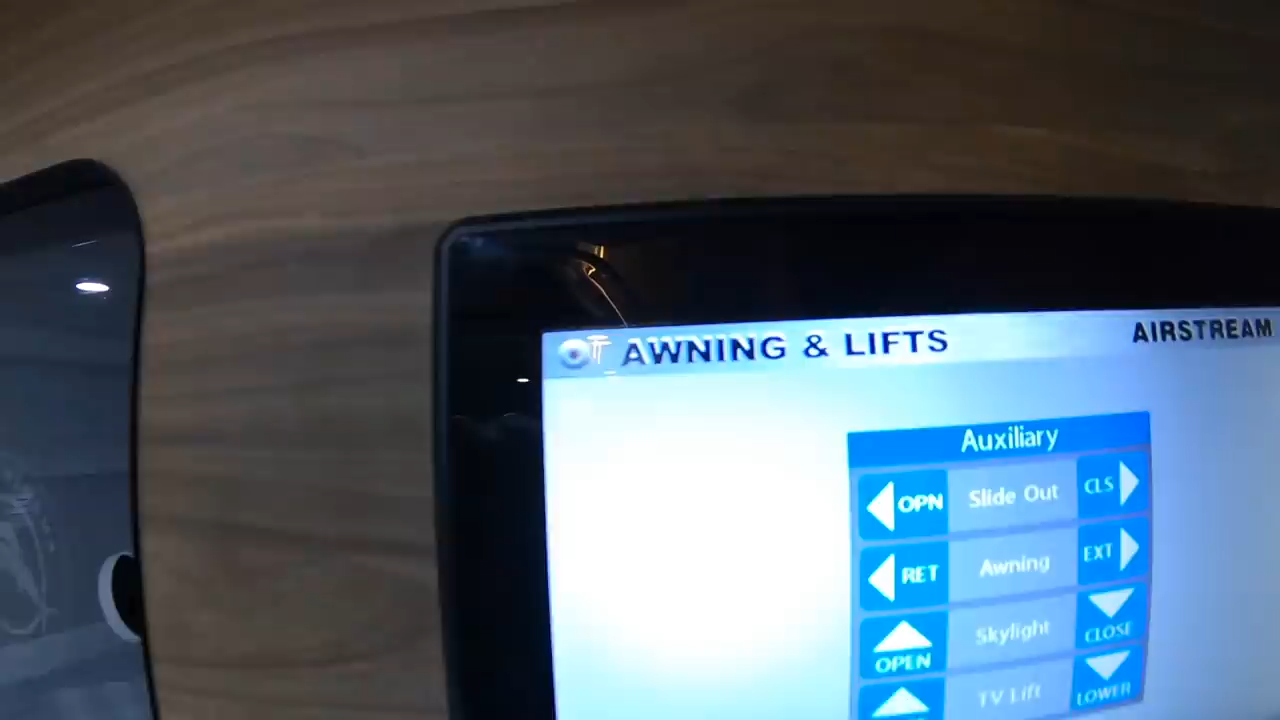 AWNING & LIFTS
AIRSTREAM
Auxiliary
OPN Slide Out CLS
RET Awning EXT
OPEN Skylight CLOSE
TV Lift LOWER